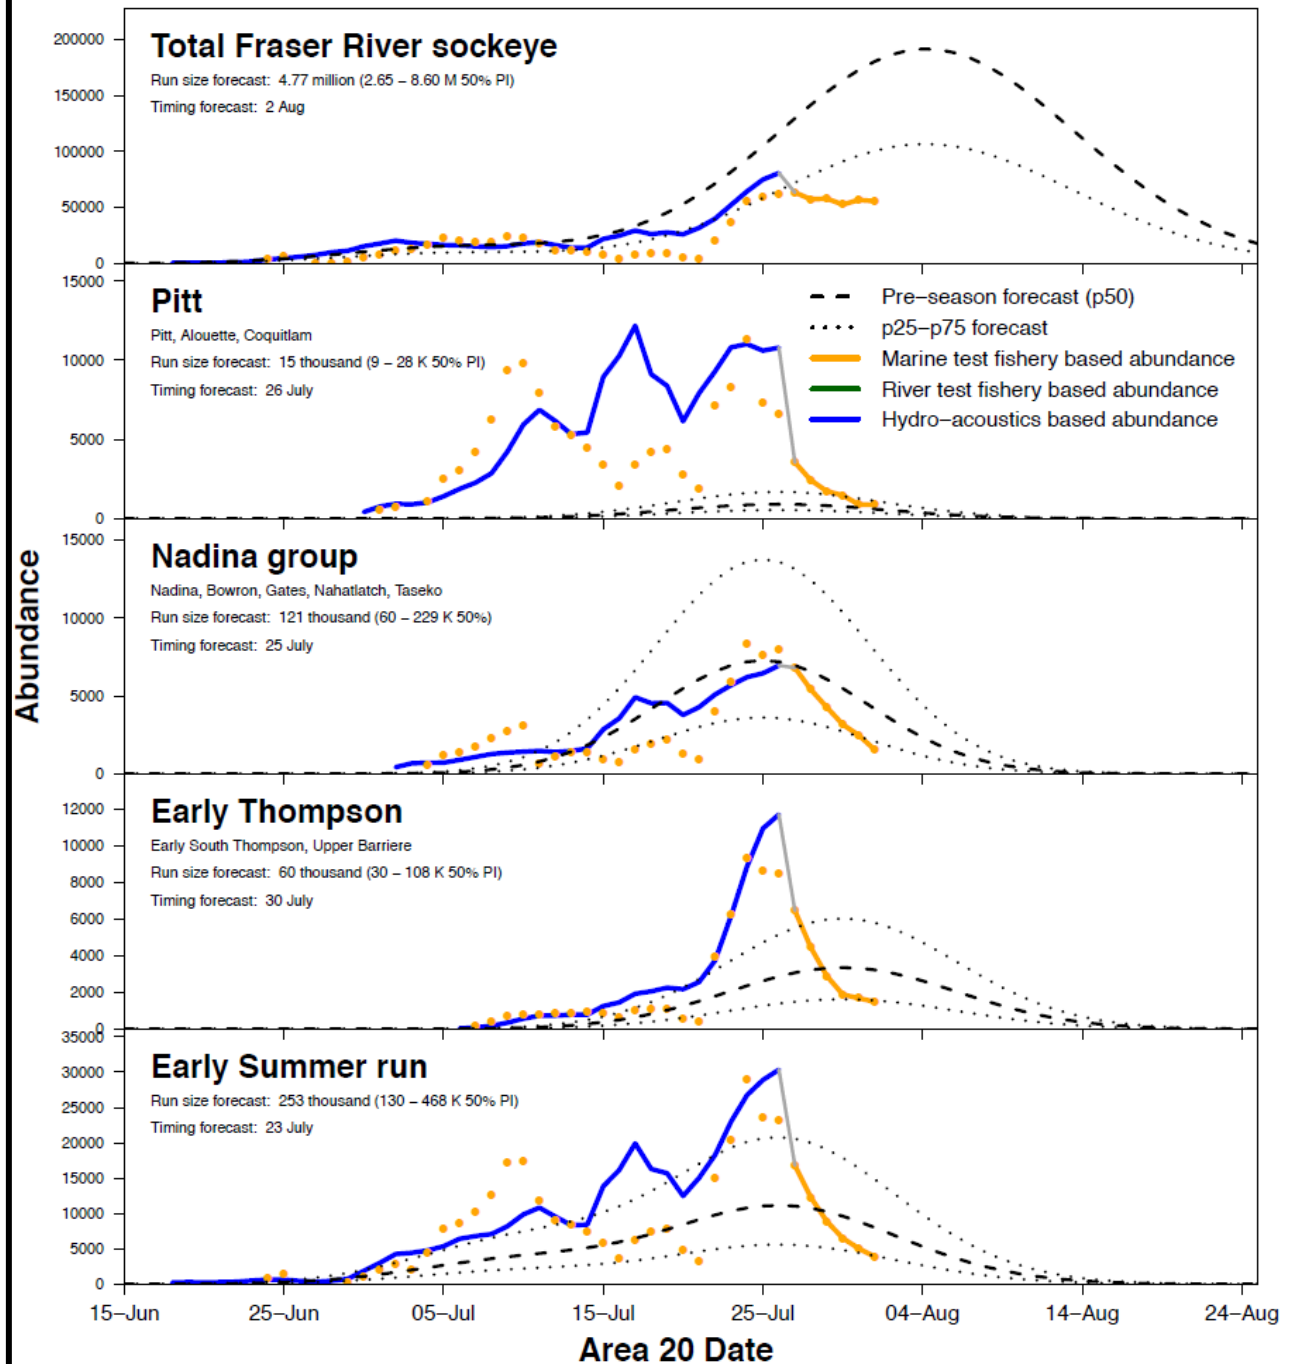 Total Fraser River sockeye
Run size forecast: 4.77 million (2.65 – 8.60 M 50% PI)
Timing forecast: 2 Aug
200000
150000
100000
50000
0
Pitt
Pitt, Alouette, Coquitlam
Run size forecast: 15 thousand (9 – 28 K 50% PI)
Timing forecast: 26 July
Pre–season forecast (p50)
p25–p75 forecast
Marine test fishery based abundance
River test fishery based abundance
Hydro–acoustics based abundance
15000
10000
5000
0
Nadina group
Nadina, Bowron, Gates, Nahatlatch, Taseko
Run size forecast: 121 thousand (60 – 229 K 50%)
Timing forecast: 25 July
15000
10000
5000
0
Abundance
Early Thompson
Early South Thompson, Upper Barriere
Run size forecast: 60 thousand (30 – 108 K 50% PI)
Timing forecast: 30 July
12000
10000
8000
6000
4000
2000
0
Early Summer run
Run size forecast: 253 thousand (130 – 468 K 50% PI)
Timing forecast: 23 July
35000
30000
25000
20000
15000
10000
5000
0
15–Jun 25–Jun 05–Jul 15–Jul 25–Jul 04–Aug 14–Aug 24–Aug
Area 20 Date